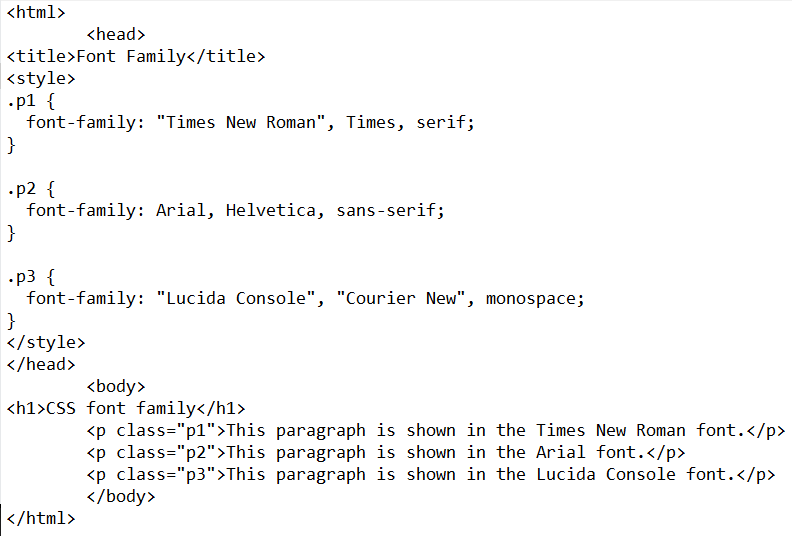 <html>
<head>
<title>Font Family</title>
<style>
.p1 {
font-family: "Times New Roman", Times, serif;
}
.p2 {
font-family: Arial, Helvetica, sans-serif;
}
.p3 {
font-family: "Lucida Console", "Courier New", monospace;
}
</style>
</head>
<body>
<h1>CSS font family</h1>
<p class="p1">This paragraph is shown in the Times New Roman font.</p>
<p class="p2">This paragraph is shown in the Arial font.</p>
<p class="p3">This paragraph is shown in the Lucida Console font.</p>
</body>
</html>